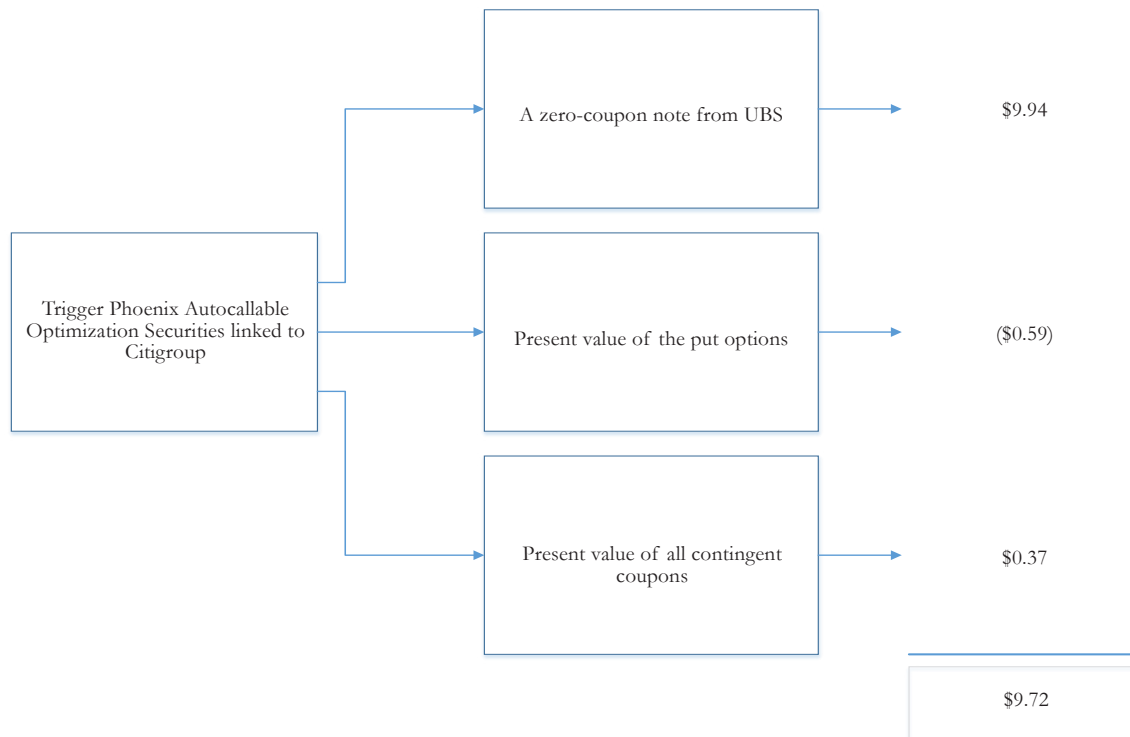 A zero-coupon note from UBS
$9.94
Trigger Phoenix Autocallable
Optimization Securities linked to
Citigroup
Present value of the put options
($0.59)
Present value of all contingent
coupons
$0.37
$9.72